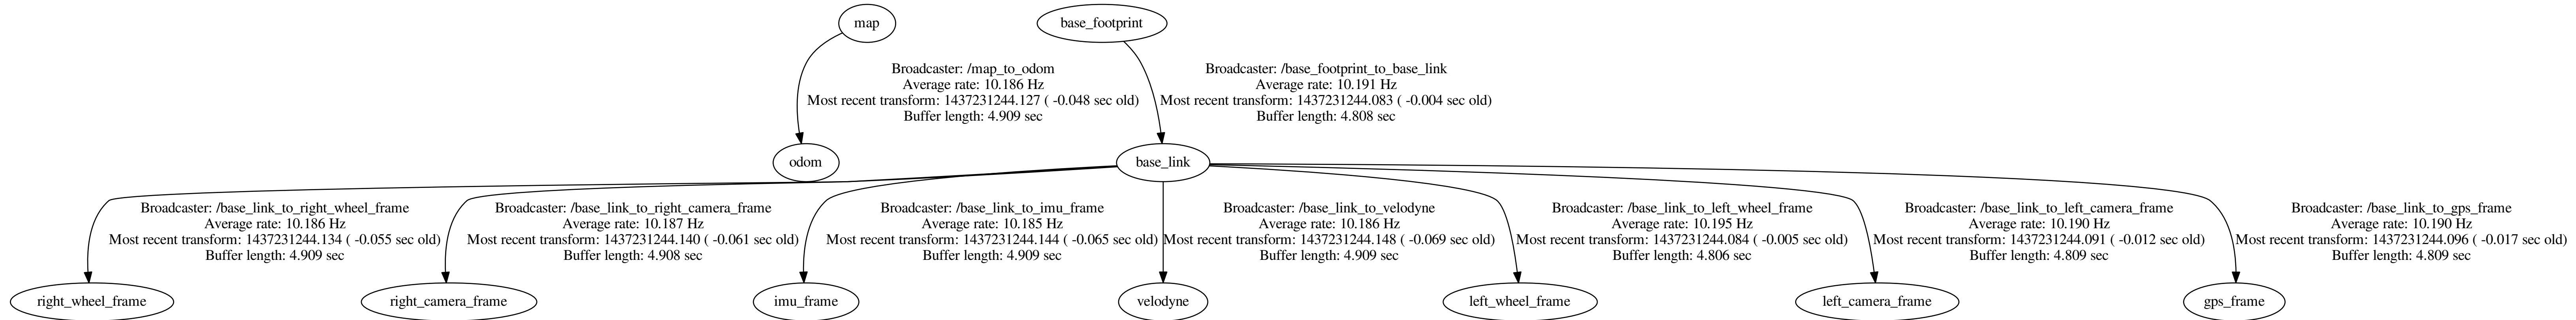 map
base_footprint
Broadcaster: /map_to_odom
Average rate: 10.186 Hz
Most recent transform: 1437231244.127 ( -0.048 sec old)
Buffer length: 4.909 sec
Broadcaster: /base_footprint_to_base_link
Average rate: 10.191 Hz
Most recent transform: 1437231244.083 ( -0.004 sec old)
Buffer length: 4.808 sec
odom
base_link
Broadcaster: /base_link_to_right_wheel_frame
Average rate: 10.186 Hz
Most recent transform: 1437231244.134 ( -0.055 sec old)
Buffer length: 4.909 sec
Broadcaster: /base_link_to_right_camera_frame
Average rate: 10.187 Hz
Most recent transform: 1437231244.140 ( -0.061 sec old)
Buffer length: 4.908 sec
Broadcaster: /base_link_to_imu_frame
Average rate: 10.185 Hz
Most recent transform: 1437231244.144 ( -0.065 sec old)
Buffer length: 4.909 sec
Broadcaster: /base_link_to_velodyne
Average rate: 10.186 Hz
Most recent transform: 1437231244.148 ( -0.069 sec old)
Buffer length: 4.909 sec
Broadcaster: /base_link_to_left_wheel_frame
Average rate: 10.195 Hz
Most recent transform: 1437231244.084 ( -0.005 sec old)
Buffer length: 4.806 sec
Broadcaster: /base_link_to_left_camera_frame
Average rate: 10.190 Hz
Most recent transform: 1437231244.091 ( -0.012 sec old)
Buffer length: 4.809 sec
Broadcaster: /base_link_to_gps_frame
Average rate: 10.190 Hz
Most recent transform: 1437231244.096 ( -0.017 sec old)
Buffer length: 4.809 sec
right_wheel_frame
right_camera_frame
imu_frame
velodyne
left_wheel_frame
left_camera_frame
gps_frame